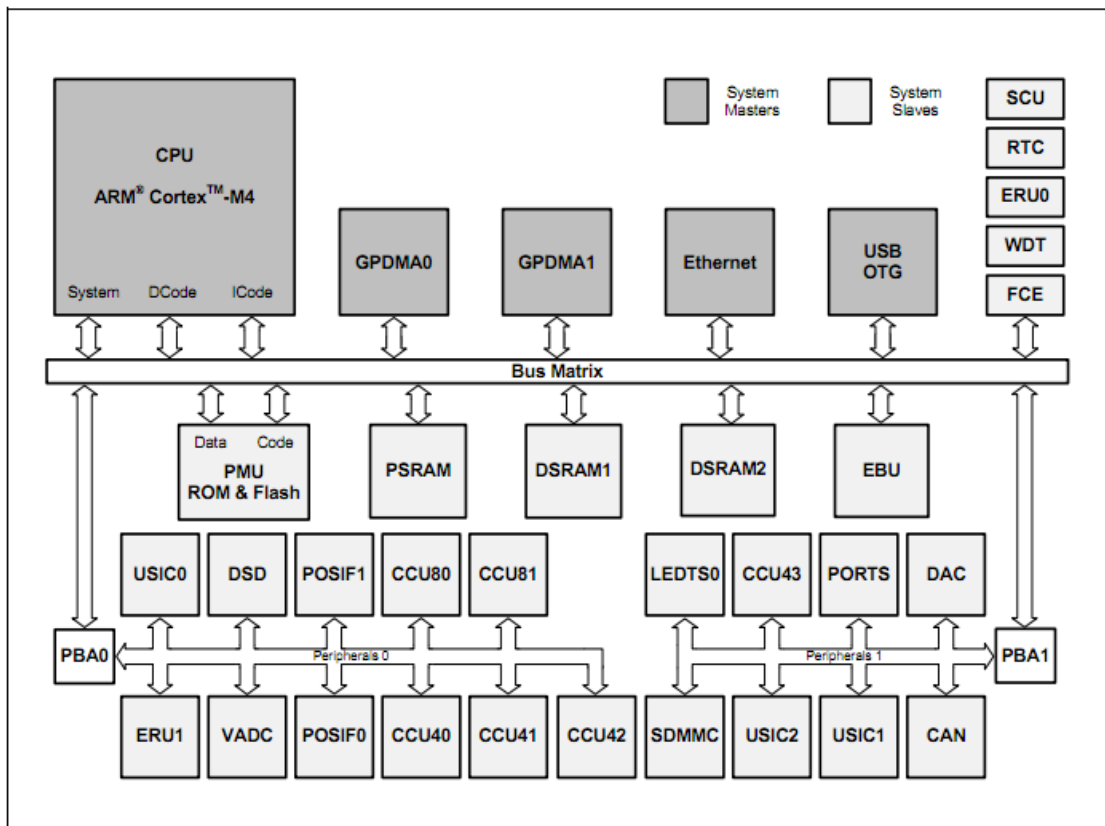 CPU
ARM® Cortex™-M4
System DCode ICode
System
Masters
System
Slaves
SCU
RTC
ERU0
WDT
FCE
GPDMA0
GPDMA1
Ethernet
USB
OTG
Bus Matrix
Data Code
PMU
ROM & Flash
PSRAM
DSRAM1
DSRAM2
EBU
USIC0
DSD
POSIF1
CCU80
CCU81
LEDTS0
CCU43
PORTS
DAC
PBA0
Peripherals 0
Peripherals 1
PBA1
ERU1
VADC
POSIF0
CCU40
CCU41
CCU42
SDMMC
USIC2
USIC1
CAN